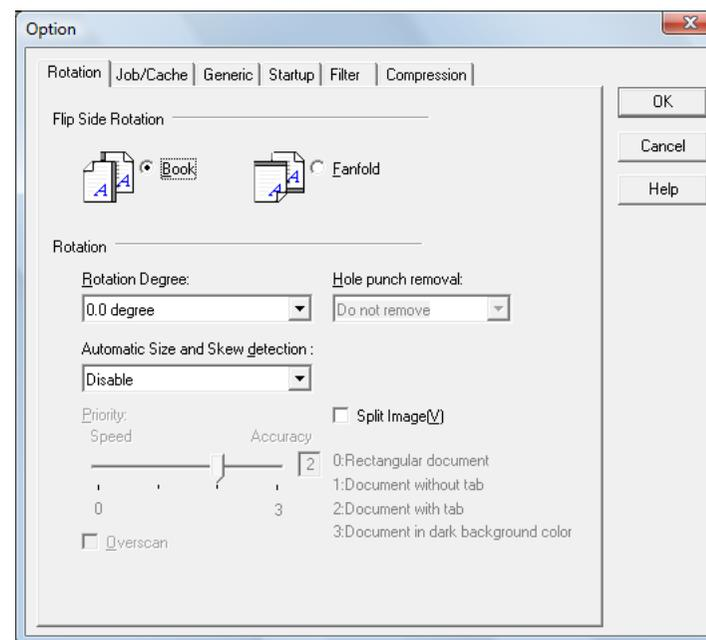 Option
Rotation Job/Cache Generic Startup Filter Compression
OK
Cancel
Help
Flip Side Rotation
A A Book A A Fanfold
Rotation
Rotation Degree: Hole punch removal:
0.0 degree Do not remove
Automatic Size and Skew detection :
Disable
Priority: Split Image(V)
Speed Accuracy
2
0:Rectangular document
1:Document without tab
0 3 2:Document with tab
Overscan 3:Document in dark background color